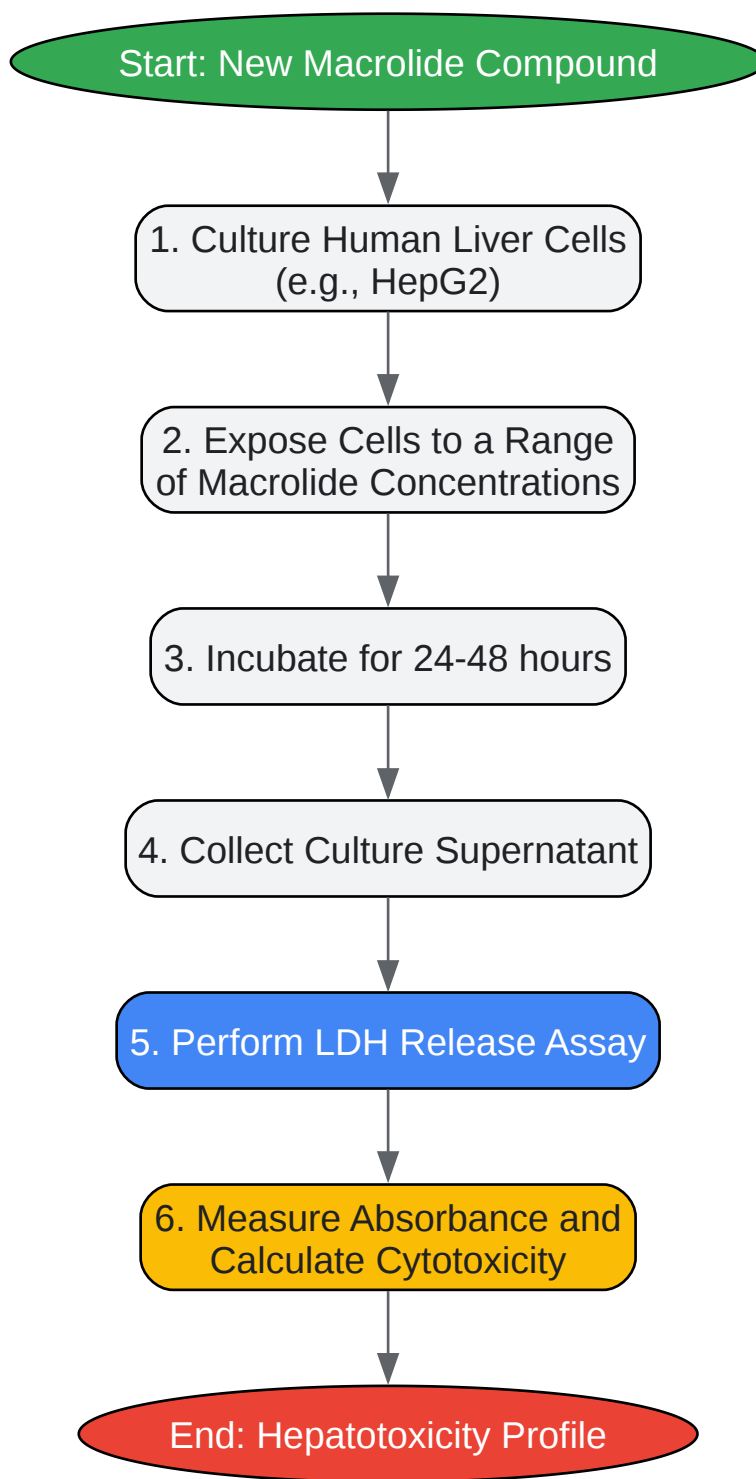 Start: New Macrolide Compound
1. Culture Human Liver Cells
(e.g., HepG2)
2. Expose Cells to a Range
of Macrolide Concentrations
3. Incubate for 24-48 hours
4. Collect Culture Supernatant
5. Perform LDH Release Assay
6. Measure Absorbance and
Calculate Cytotoxicity
End: Hepatotoxicity Profile